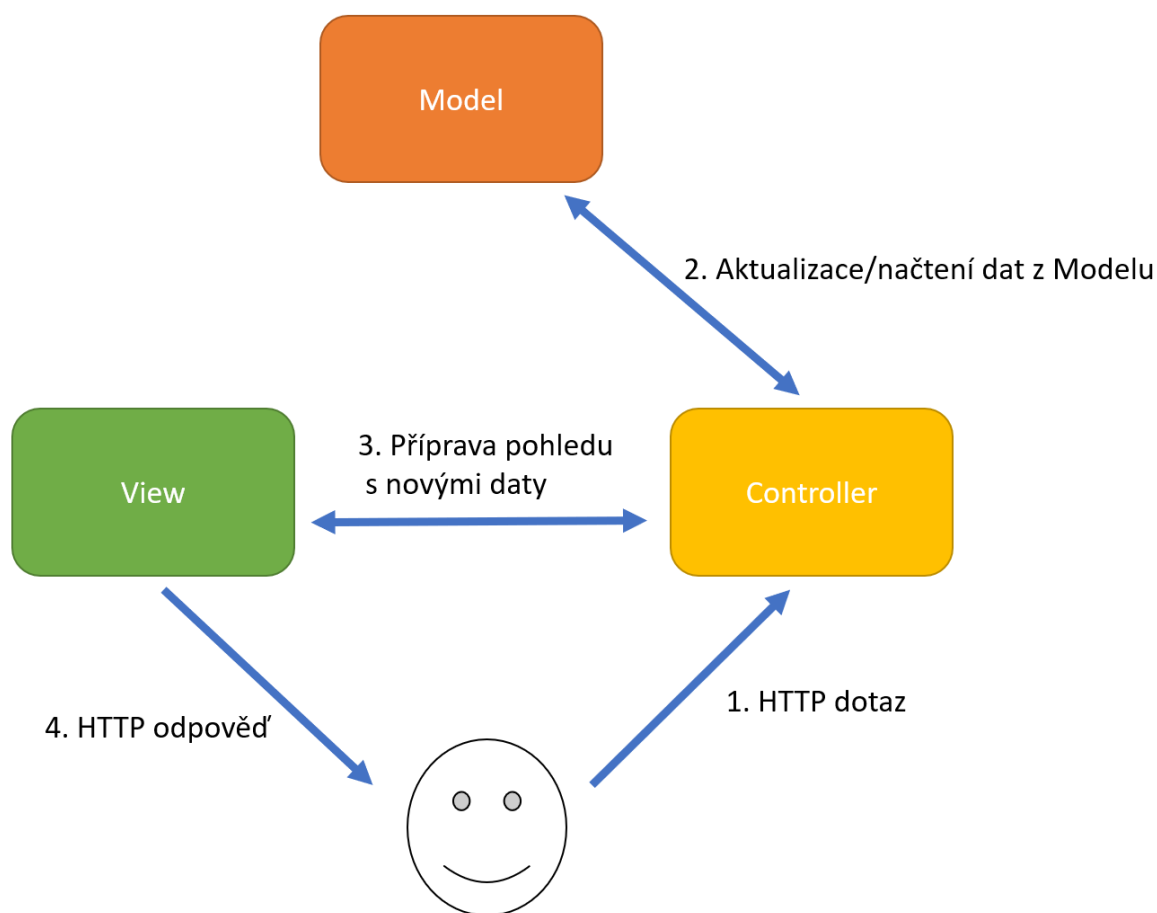 Model
2. Aktualizace/načtení dat z Modelu
View
3. Příprava pohledu
s novými daty
Controller
4. HTTP odpověď
1. HTTP dotaz